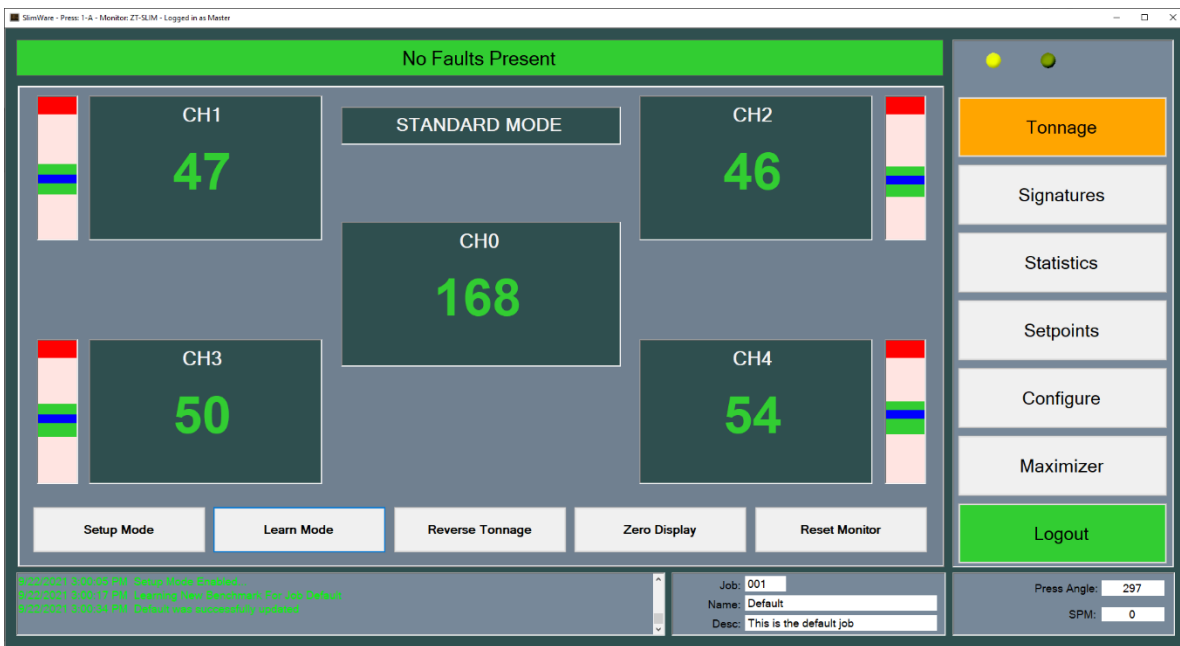 SlimWare - Press: 1-A - Monitor: ZT-SLIM - Logged in as Master
No Faults Present
CH1
47
STANDARD MODE
CH2
46
CH0
168
CH3
50
CH4
54
Setup Mode
Learn Mode
Reverse Tonnage
Zero Display
Reset Monitor
Tonnage
Signatures
Statistics
Setpoints
Configure
Maximizer
Logout
9/22/2021 3:00:05 PM Setup Mode Enabled...
9/22/2021 3:00:17 PM Learning New Benchmark For Job Default
9/22/2021 3:00:34 PM Default was successfully updated
Job: 001
Name: Default
Desc: This is the default job
Press Angle: 297
SPM: 0